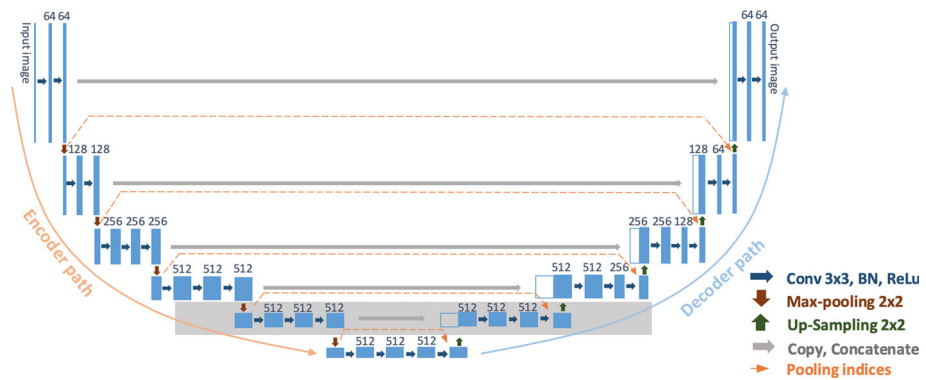 64 64
64 64
Input image
Output image
128 128
128 64
256 256 256
256 256 128
512 512 512
512 512 256
512 512 512
512 512 512
512 512 512
Encoder path
Decoder path
Conv 3x3, BN, ReLu
Max-pooling 2x2
Up-Sampling 2x2
Copy, Concatenate
Pooling indices